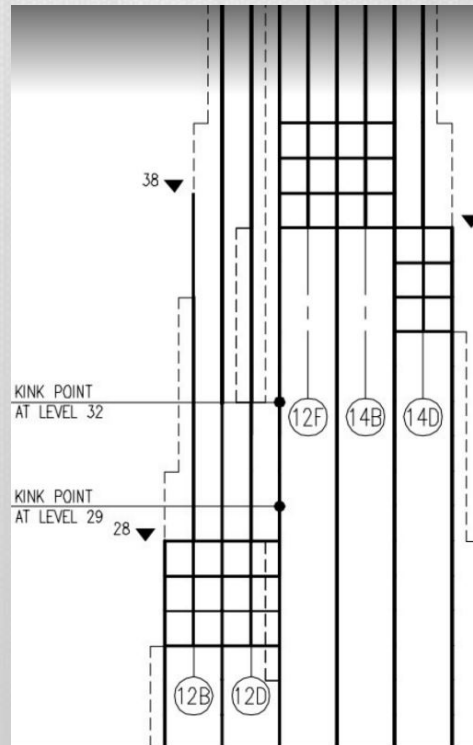 38
KINK POINT
AT LEVEL 32
12F
14B
14D
KINK POINT
AT LEVEL 29
28
12B
12D